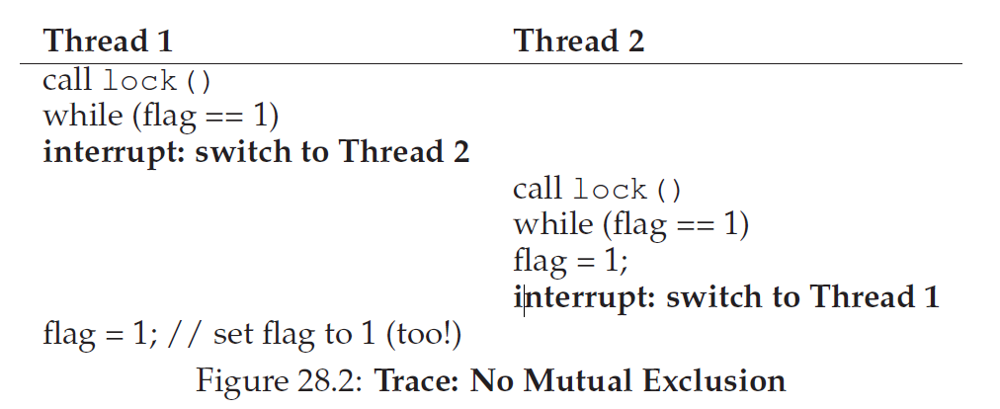 Thread 1 Thread 2
call lock()
while (flag == 1)
interrupt: switch to Thread 2
call lock()
while (flag == 1)
flag = 1;
interrupt: switch to Thread 1
flag = 1; // set flag to 1 (too!)
Figure 28.2: Trace: No Mutual Exclusion